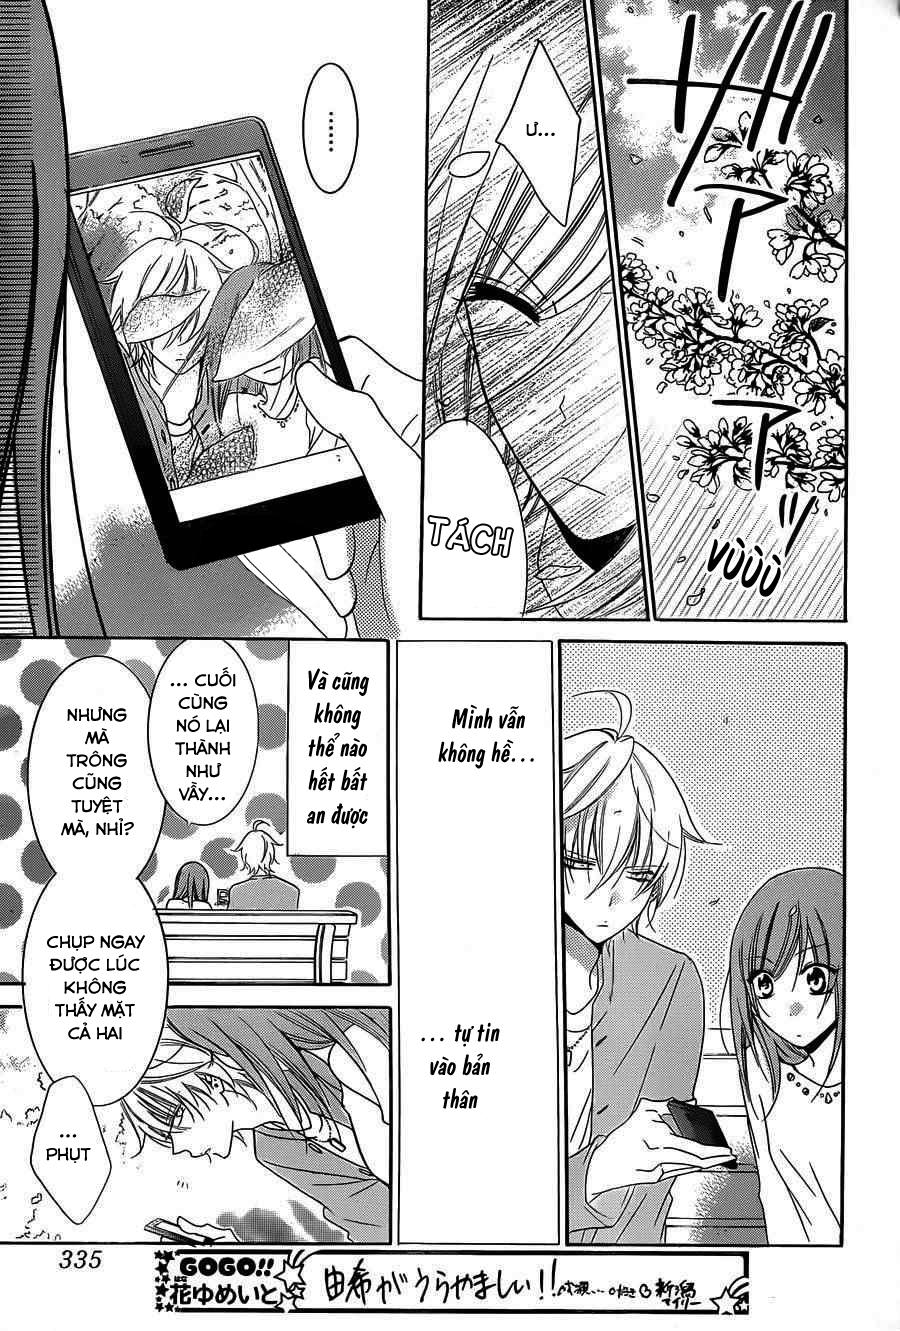 Ư...
VÙÙÙ
TÁCH
......
Mình vẫn
không hề...
... tự tin
vào bản
thân
Và cũng
không
thể nào
hết bất
an được
... CUỐI
CÙNG
NÓ LẠI
THÀNH
NHƯ
VẦY...
NHƯNG
MÀ
TRÔNG
CŨNG
TUYỆT
MÀ, NHỈ?
CHỤP NGAY
ĐƯỢC LÚC
KHÔNG
THẤY MẶT
CẢ HAI
...
PHỤT
335
GOGO!!
花ゆめいと
由希がうらやましい!!
新潟